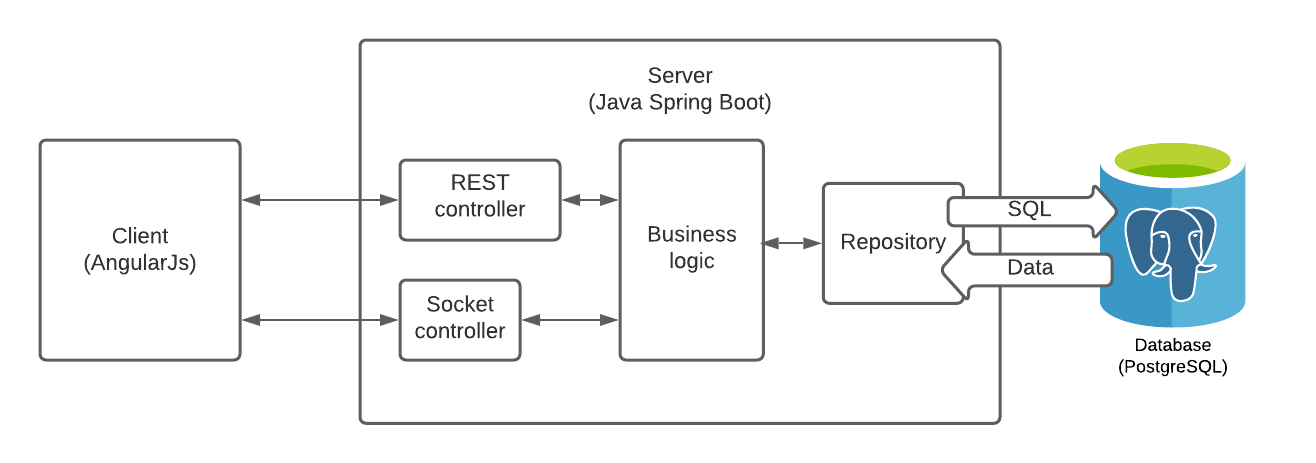 Server
(Java Spring Boot)
Client
(AngularJs)
REST
controller
Socket
controller
Business
logic
Repository
SQL
Data
Database
(PostgreSQL)